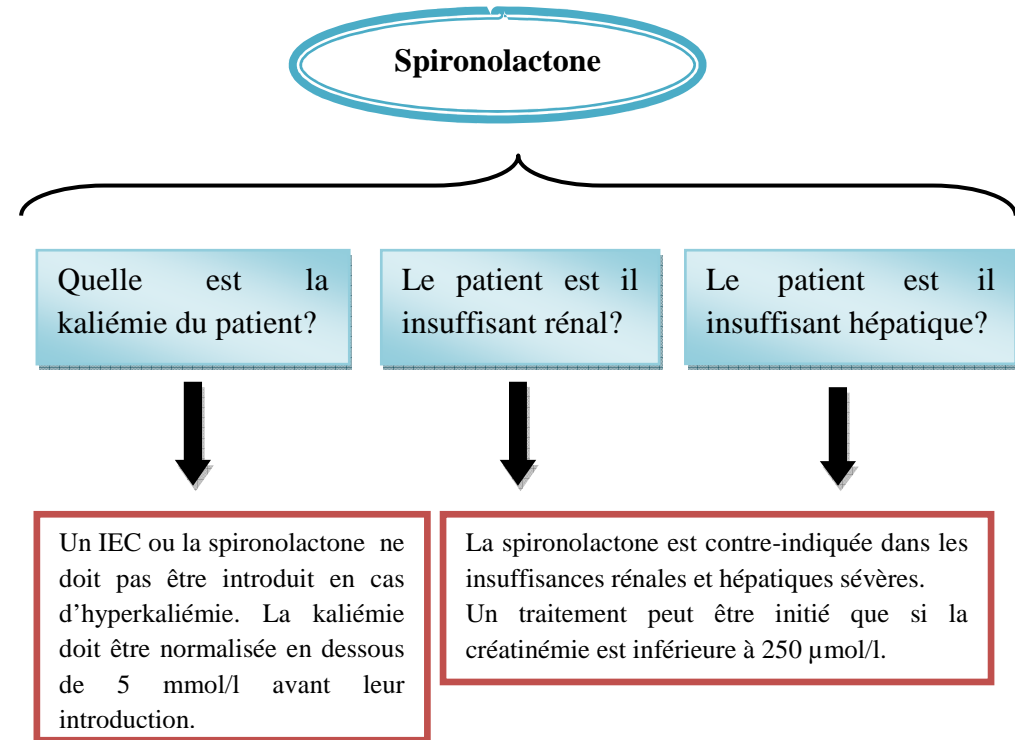 Spironolactone
Quelle est la
kaliémie du patient?
Le patient est il
insuffisant rénal?
Le patient est il
insuffisant hépatique?
Un IEC ou la spironolactone ne
doit pas être introduit en cas
d’hyperkaliémie. La kaliémie
doit être normalisée en dessous
de 5 mmol/l avant leur
introduction.
La spironolactone est contre-indiquée dans les
insuffisances rénales et hépatiques sévères.
Un traitement peut être initié que si la
créatinémie est inférieure à 250 µmol/l.